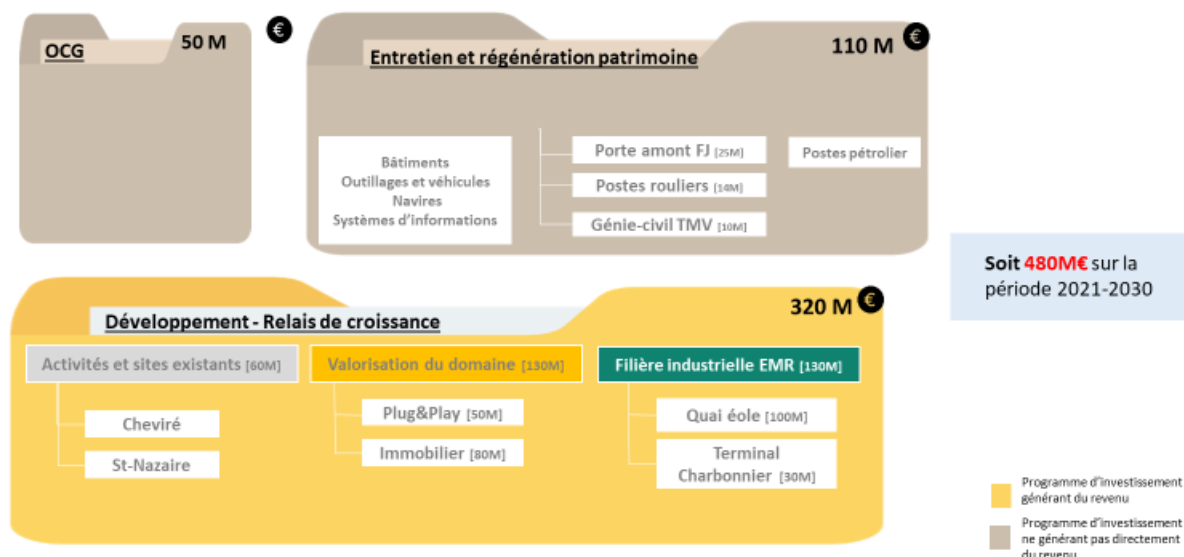 OCG
50 M
€
Entretien et régénération patrimoine
110 M
€
Bâtiments
Outillages et véhicules
Navires
Systèmes d'informations
Porte amont FJ [25M]
Postes rouliers [14M]
Génie-civil TMV [10M]
Postes pétrolier
Soit 480M€ sur la
période 2021-2030
Développement - Relais de croissance
320 M
€
Activités et sites existants [60M]
Cheviré
St-Nazaire
Valorisation du domaine [130M]
Plug&Play [50M]
Immobilier [80M]
Filière industrielle EMR [130M]
Quai éole [100M]
Terminal
Charbonnier [30M]
Programme d'investissement
générant du revenu
Programme d'investissement
ne générant pas directement
du revenu